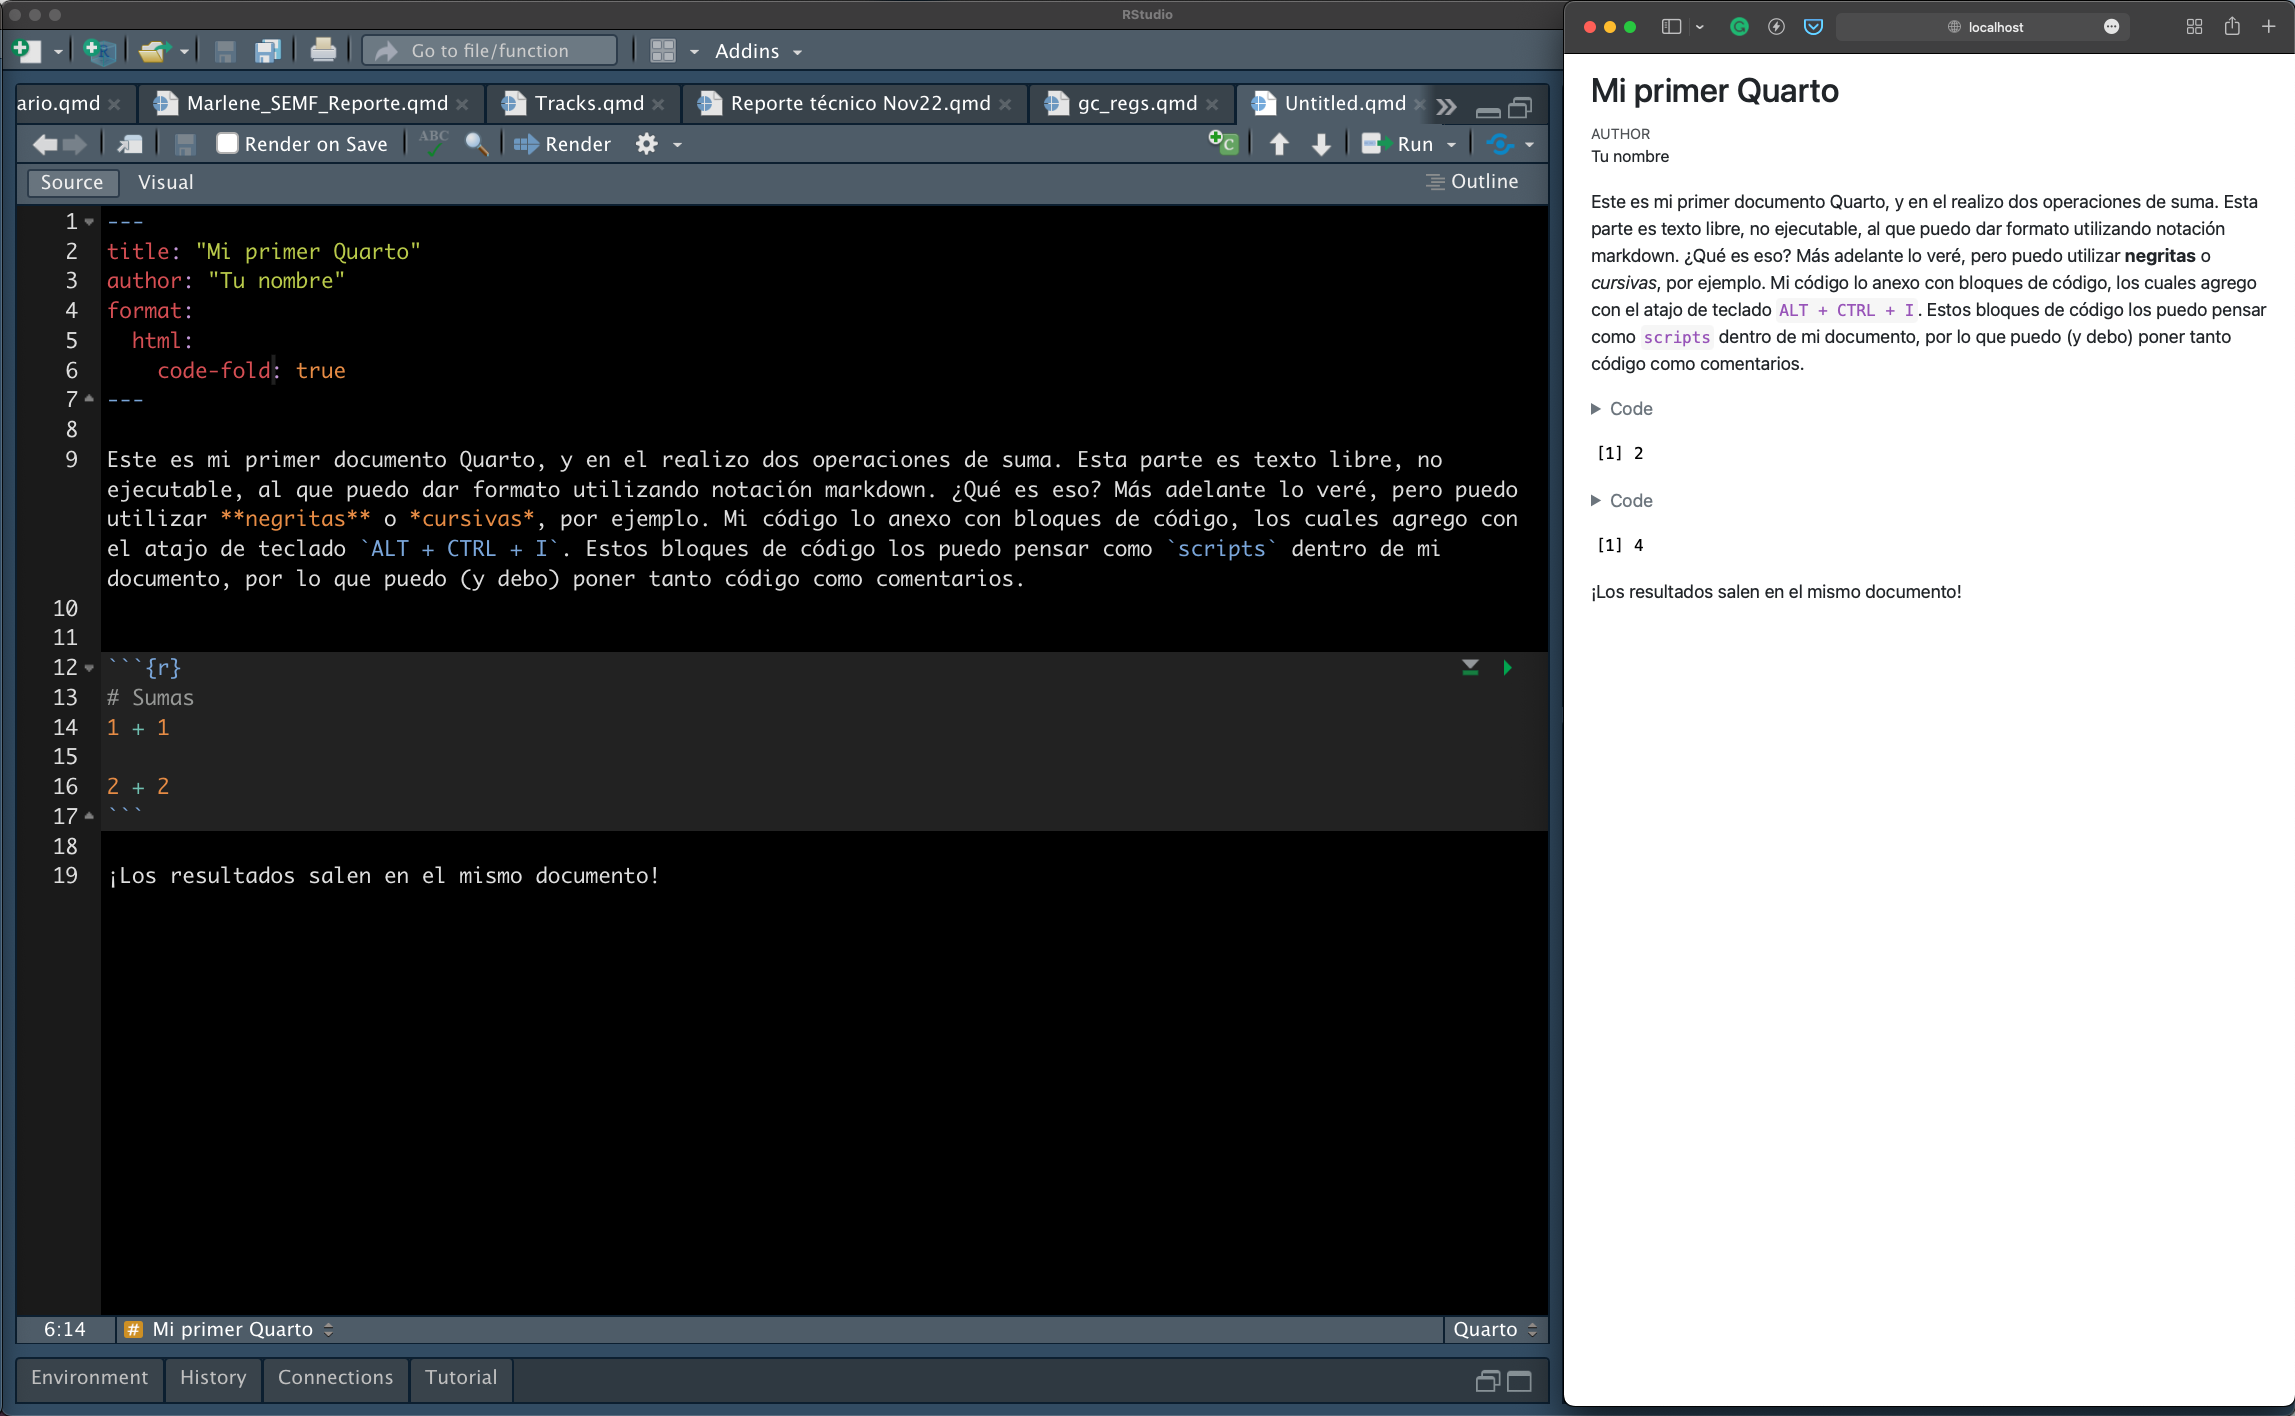 RStudio
Go to file/function
Addins
ario.qmd
Marlene_SEMF_Reporte.qmd
Tracks.qmd
Reporte técnico Nov22.qmd
gc_regs.qmd
Untitled.qmd
Render on Save
ABC
Render
Run
Source
Visual
Outline
1 ---
2 title: "Mi primer Quarto"
3 author: "Tu nombre"
4 format:
5   html:
6     code-fold: true
7 ---
8
9 Este es mi primer documento Quarto, y en el realizo dos operaciones de suma. Esta parte es texto libre, no
ejecutable, al que puedo dar formato utilizando notación markdown. ¿Qué es eso? Más adelante lo veré, pero puedo
utilizar **negritas** o *cursivas*, por ejemplo. Mi código lo anexo con bloques de código, los cuales agrego con
el atajo de teclado `ALT + CTRL + I`. Estos bloques de código los puedo pensar como `scripts` dentro de mi
documento, por lo que puedo (y debo) poner tanto código como comentarios.
10
11
12 ```{r}
13 # Sumas
14 1 + 1
15
16 2 + 2
17 ```
18
19 ¡Los resultados salen en el mismo documento!
6:14
# Mi primer Quarto
Quarto
Environment
History
Connections
Tutorial
localhost
Mi primer Quarto
AUTHOR
Tu nombre
Este es mi primer documento Quarto, y en el realizo dos operaciones de suma. Esta
parte es texto libre, no ejecutable, al que puedo dar formato utilizando notación
markdown. ¿Qué es eso? Más adelante lo veré, pero puedo utilizar negritas o
cursivas, por ejemplo. Mi código lo anexo con bloques de código, los cuales agrego
con el atajo de teclado ALT + CTRL + I. Estos bloques de código los puedo pensar
como scripts dentro de mi documento, por lo que puedo (y debo) poner tanto
código como comentarios.
Code
[1] 2
Code
[1] 4
¡Los resultados salen en el mismo documento!